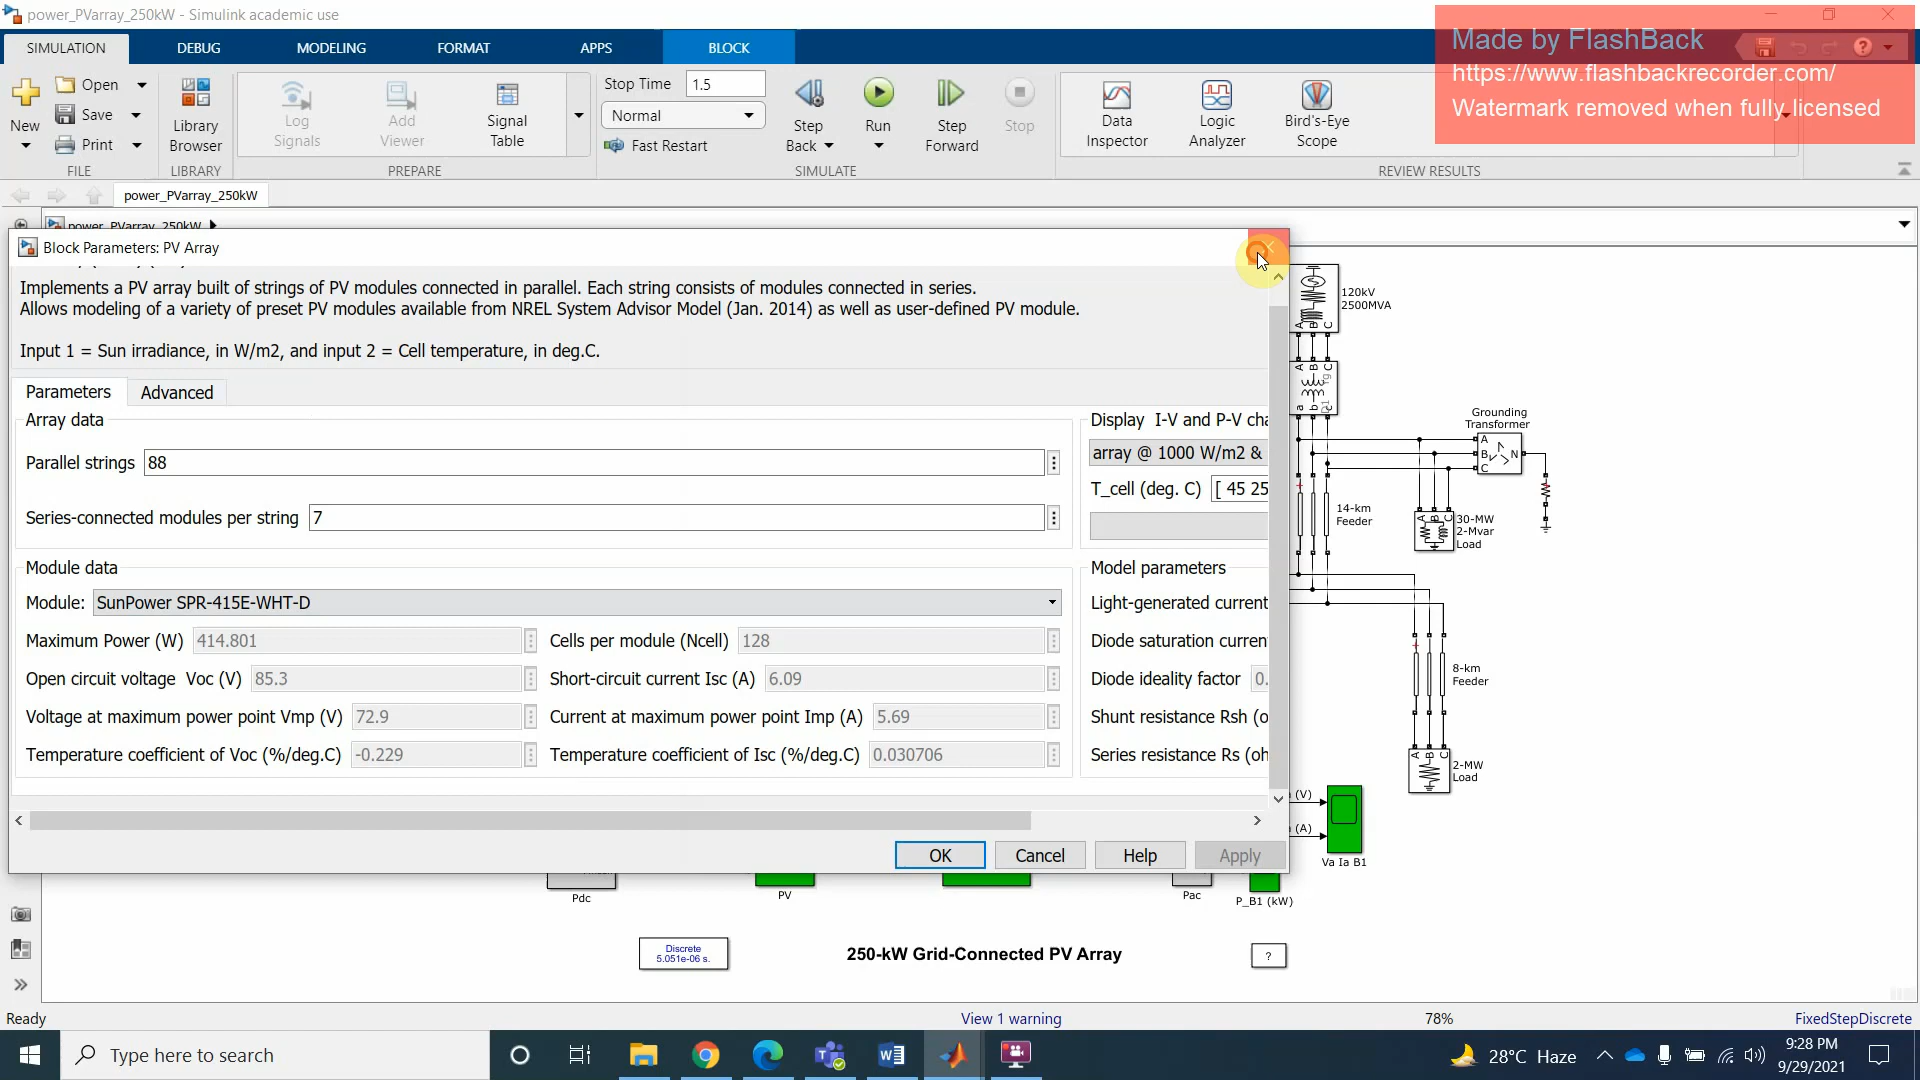 power_PVarray_250kW - Simulink academic use
Made by FlashBack
https://www.flashbackrecorder.com/
Watermark removed when fully licensed
SIMULATION
DEBUG
MODELING
FORMAT
APPS
BLOCK
New
Open
Save
Print
FILE
Library
Browser
LIBRARY
Log
Signals
Add
Viewer
Signal
Table
PREPARE
Stop Time 1.5
Normal
Fast Restart
Step
Back
Run
Step
Forward
Stop
SIMULATE
Data
Inspector
Logic
Analyzer
Bird's-Eye
Scope
REVIEW RESULTS
power_PVarray_250kW
power_PVarray_250kW
Block Parameters: PV Array
Implements a PV array built of strings of PV modules connected in parallel. Each string consists of modules connected in series.
Allows modeling of a variety of preset PV modules available from NREL System Advisor Model (Jan. 2014) as well as user-defined PV module.
Input 1 = Sun irradiance, in W/m2, and input 2 = Cell temperature, in deg.C.
Parameters
Advanced
Array data
Parallel strings 88
Series-connected modules per string 7
Display I-V and P-V cha
array @ 1000 W/m2 &
T_cell (deg. C) [ 45 25
Module data
Module: SunPower SPR-415E-WHT-D
Maximum Power (W) 414.801
Cells per module (Ncell) 128
Open circuit voltage Voc (V) 85.3
Short-circuit current Isc (A) 6.09
Voltage at maximum power point Vmp (V) 72.9
Current at maximum power point Imp (A) 5.69
Temperature coefficient of Voc (%/deg.C) -0.229
Temperature coefficient of Isc (%/deg.C) 0.030706
Model parameters
Light-generated current
Diode saturation curren
Diode ideality factor 0.
Shunt resistance Rsh (o
Series resistance Rs (oh
OK
Cancel
Help
Apply
120kV
2500MVA
A B C
A B C
a b c
Grounding
Transformer
A
B
C
N
14-km
Feeder
A B C
30-MW
2-Mvar
Load
8-km
Feeder
A B C
2-MW
Load
(V)
(A)
Va Ia B1
Pdc
PV
Pac
P_B1 (kW)
Discrete
5.051e-06 s.
250-kW Grid-Connected PV Array
?
Ready
View 1 warning
78%
FixedStepDiscrete
Type here to search
28°C Haze
9:28 PM
9/29/2021